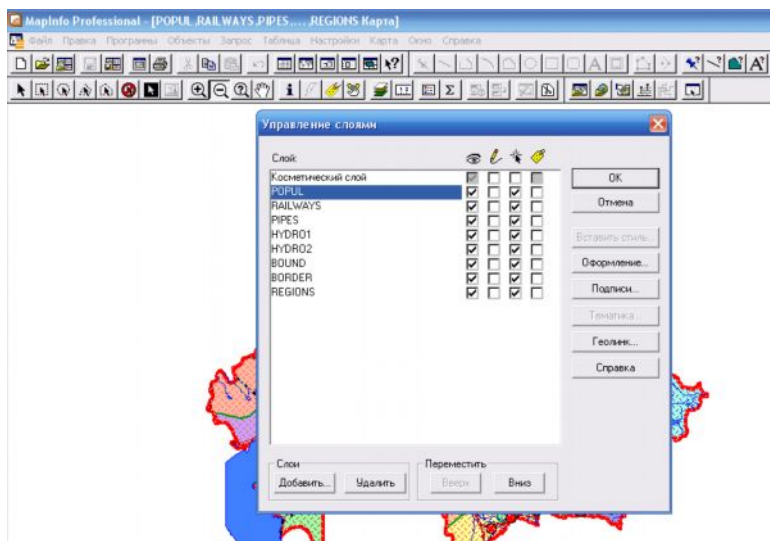 MapInfo Professional - [POPUL,RAILWAYS,PIPES,...,REGIONS Карта]
Файл Правка Программы Объекты Запрос Таблица Настройки Карта Окно Справка
Управление слоями
Слой:
Косметический слой
POPUL
RAILWAYS
PIPES
HYDRO1
HYDRO2
BOUND
BORDER
REGIONS
OK
Отмена
Вставить стиль...
Оформление...
Подписи...
Тематика...
Геолинк...
Справка
Слои
Добавить...
Удалить
Переместить
Вверх
Вниз